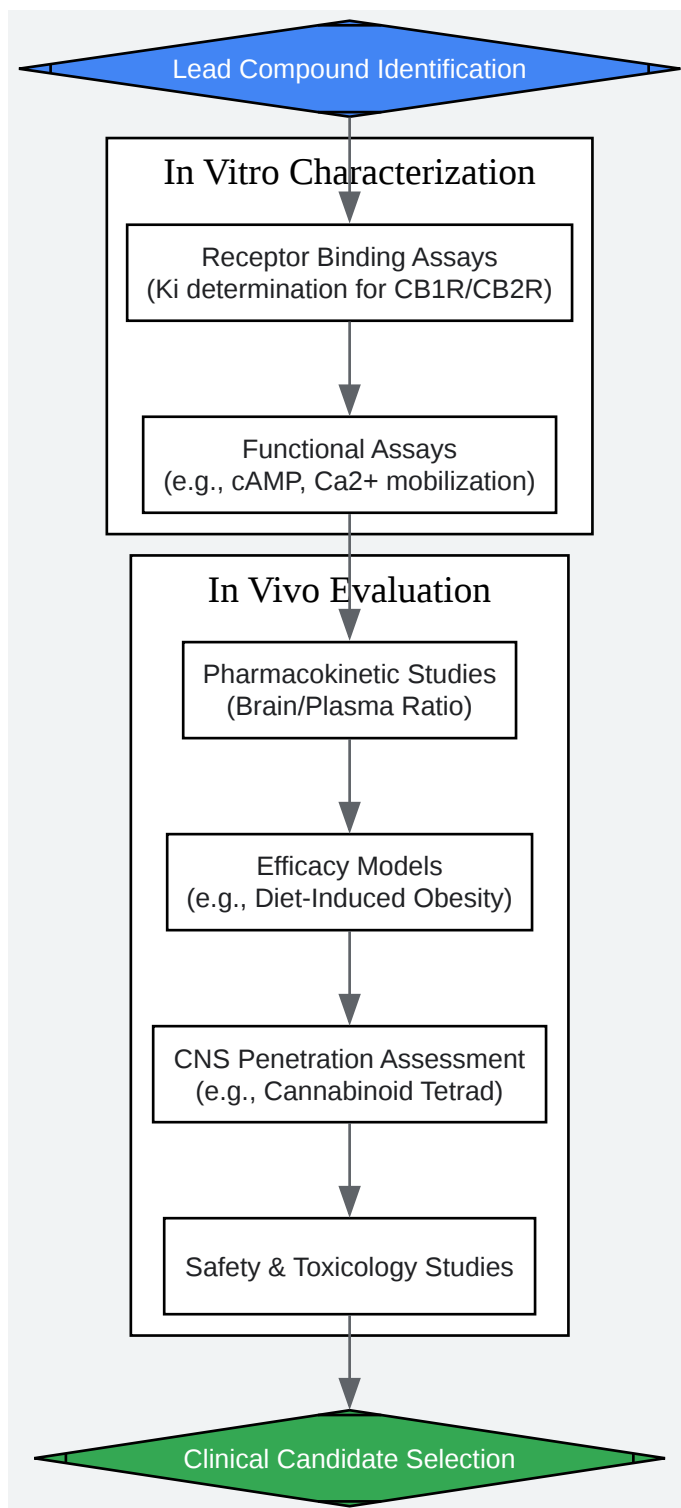 Lead Compound Identification
In Vitro Characterization
Receptor Binding Assays
(Ki determination for CB1R/CB2R)
Functional Assays
(e.g., cAMP, Ca2+ mobilization)
In Vivo Evaluation
Pharmacokinetic Studies
(Brain/Plasma Ratio)
Efficacy Models
(e.g., Diet-Induced Obesity)
CNS Penetration Assessment
(e.g., Cannabinoid Tetrad)
Safety & Toxicology Studies
Clinical Candidate Selection